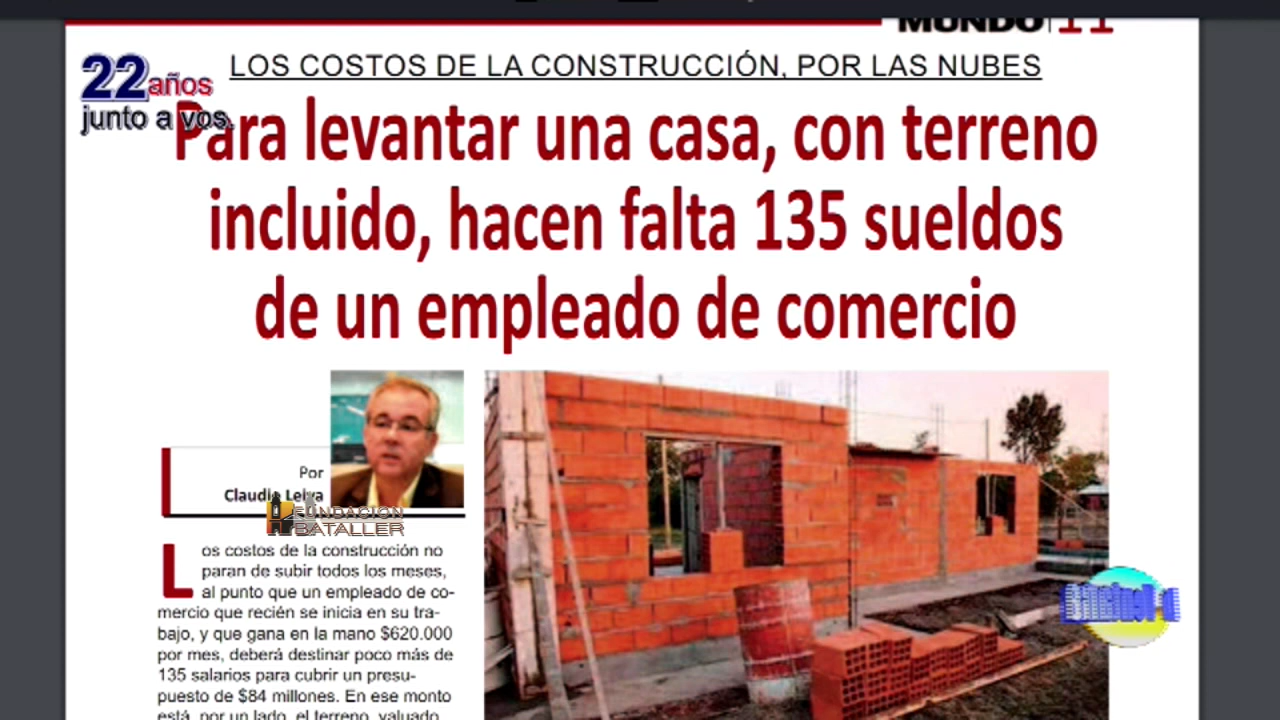 MUNDO 11
22 años
junto a vos.
LOS COSTOS DE LA CONSTRUCCIÓN, POR LAS NUBES
Para levantar una casa, con terreno
incluido, hacen falta 135 sueldos
de un empleado de comercio
Por
Claudio Leiva
FUNDACION
BATALLER
Los costos de la construcción no
paran de subir todos los meses,
al punto que un empleado de co-
mercio que recién se inicia en su tra-
bajo, y que gana en la mano $620.000
por mes, deberá destinar poco más de
135 salarios para cubrir un presu-
puesto de $84 millones. En ese monto
está, por un lado, el terreno, valuado